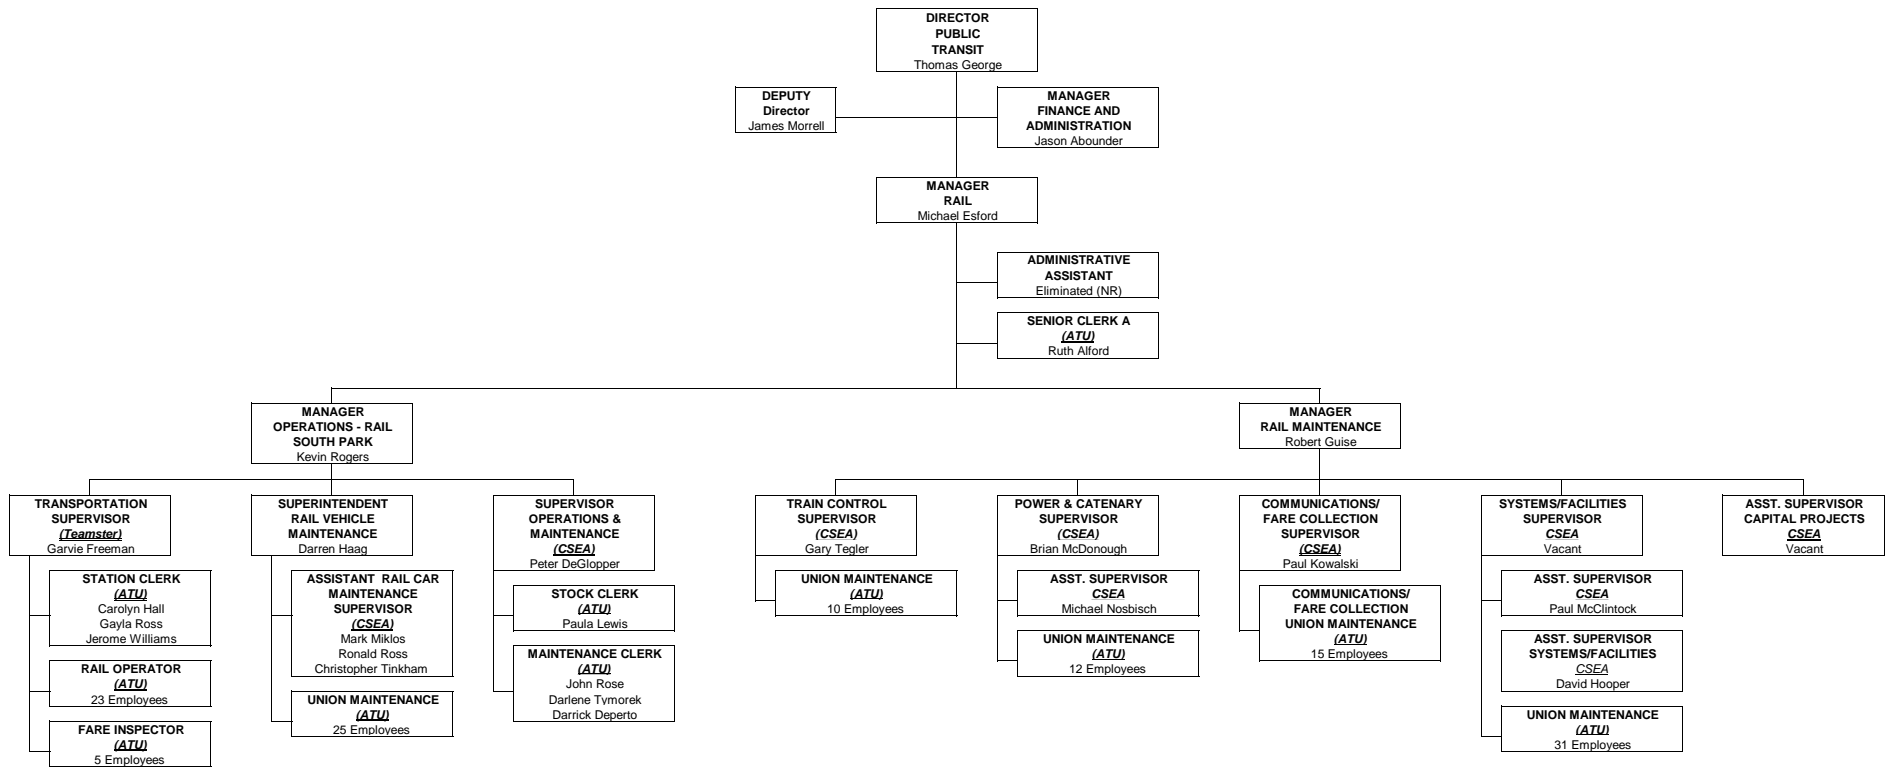 DIRECTOR
PUBLIC
TRANSIT
Thomas George
DEPUTY
Director
James Morrell
MANAGER
FINANCE AND
ADMINISTRATION
Jason Abounder
MANAGER
RAIL
Michael Esford
ADMINISTRATIVE
ASSISTANT
Eliminated (NR)
SENIOR CLERK A
(ATU)
Ruth Alford
MANAGER
OPERATIONS - RAIL
SOUTH PARK
Kevin Rogers
MANAGER
RAIL MAINTENANCE
Robert Guise
TRANSPORTATION
SUPERVISOR
(Teamster)
Garvie Freeman
STATION CLERK
(ATU)
Carolyn Hall
Gayla Ross
Jerome Williams
RAIL OPERATOR
(ATU)
23 Employees
FARE INSPECTOR
(ATU)
5 Employees
SUPERINTENDENT
RAIL VEHICLE
MAINTENANCE
Darren Haag
ASSISTANT RAIL CAR
MAINTENANCE
SUPERVISOR
(CSEA)
Mark Miklos
Ronald Ross
Christopher Tinkham
UNION MAINTENANCE
(ATU)
25 Employees
SUPERVISOR
OPERATIONS &
MAINTENANCE
(CSEA)
Peter DeGlopper
STOCK CLERK
(ATU)
Paula Lewis
MAINTENANCE CLERK
(ATU)
John Rose
Darlene Tymorek
Darrick Deperto
TRAIN CONTROL
SUPERVISOR
(CSEA)
Gary Tegler
UNION MAINTENANCE
(ATU)
10 Employees
POWER & CATENARY
SUPERVISOR
(CSEA)
Brian McDonough
ASST. SUPERVISOR
CSEA
Michael Nosbisch
UNION MAINTENANCE
(ATU)
12 Employees
COMMUNICATIONS/
FARE COLLECTION
SUPERVISOR
(CSEA)
Paul Kowalski
COMMUNICATIONS/
FARE COLLECTION
UNION MAINTENANCE
(ATU)
15 Employees
SYSTEMS/FACILITIES
SUPERVISOR
CSEA
Vacant
ASST. SUPERVISOR
CSEA
Paul McClintock
ASST. SUPERVISOR
SYSTEMS/FACILITIES
CSEA
David Hooper
UNION MAINTENANCE
(ATU)
31 Employees
ASST. SUPERVISOR
CAPITAL PROJECTS
CSEA
Vacant